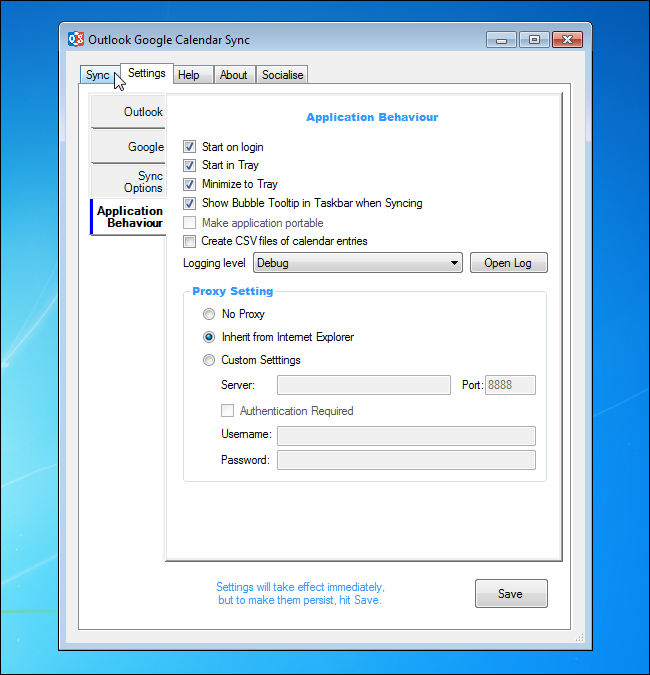 Outlook Google Calendar Sync
Sync
Settings
Help
About
Socialise
Outlook
Google
Sync
Options
Application
Behaviour
Application Behaviour
Start on login
Start in Tray
Minimize to Tray
Show Bubble Tooltip in Taskbar when Syncing
Make application portable
Create CSV files of calendar entries
Logging level
Debug
Open Log
Proxy Setting
No Proxy
Inherit from Internet Explorer
Custom Setttings
Server:
Port:
8888
Authentication Required
Username:
Password:
Settings will take effect immediately,
but to make them persist, hit Save.
Save